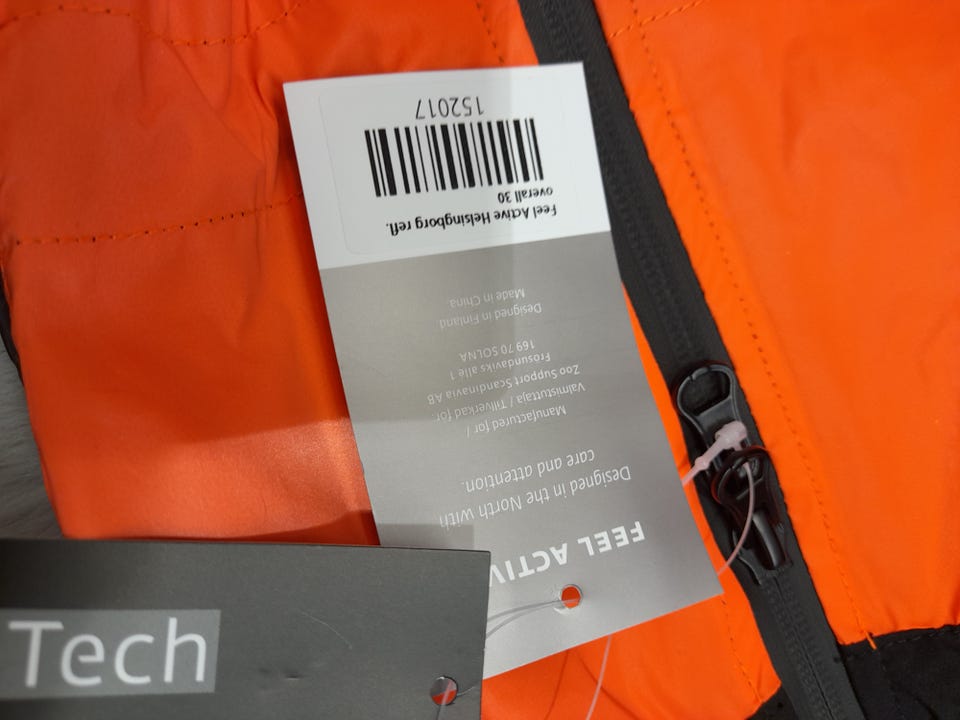 FEEL ACTIV
Designed in the North with
care and attention.
Manufactured for /
Valmistuttaja / Tillverkad for
Zoo Support Scandinavia AB
Frösundaviks allé 1
169 70 SOLNA
Designed in Finland
Made in China
Feel Active Helsingborg refl.
overall 30
152017
Tech